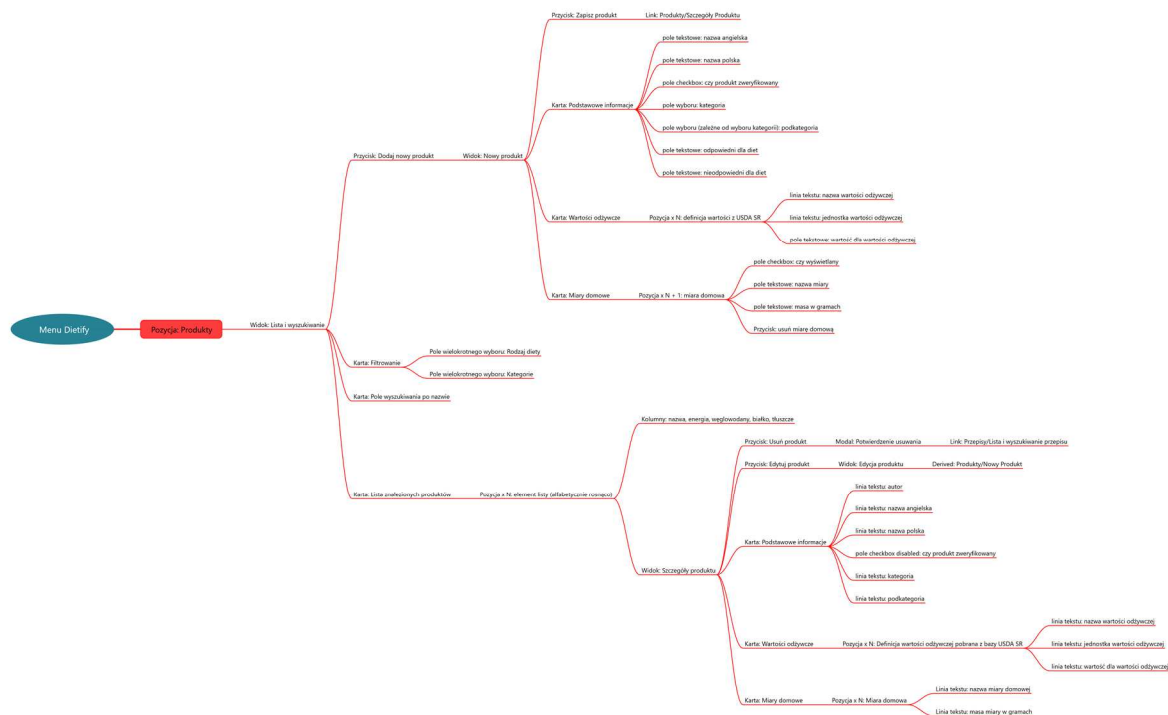 Menu Dietify
Pozycja: Produkty
Widok: Lista i wyszukiwanie
Przycisk: Dodaj nowy produkt
Widok: Nowy produkt
Przycisk: Zapisz produkt
Link: Produkty/Szczegóły Produktu
Karta: Podstawowe informacje
pole tekstowe: nazwa angielska
pole tekstowe: nazwa polska
pole checkbox: czy produkt zweryfikowany
pole wyboru: kategoria
pole wyboru (zależne od wyboru kategorii): podkategoria
pole tekstowe: odpowiedni dla diet
pole tekstowe: nieodpowiedni dla diet
Karta: Wartości odżywcze
Pozycja x N: definicja wartości z USDA SR
linia tekstu: nazwa wartości odżywczej
linia tekstu: jednostka wartości odżywczej
pole tekstowe: wartość dla wartości odżywczej
Karta: Miary domowe
Pozycja x N + 1: miara domowa
pole checkbox: czy wyświetlany
pole tekstowe: nazwa miary
pole tekstowe: masa w gramach
Przycisk: usuń miarę domową
Karta: Filtrowanie
Pole wielokrotnego wyboru: Rodzaj diety
Pole wielokrotnego wyboru: Kategorie
Karta: Pole wyszukiwania po nazwie
Karta: Lista znalezionych produktów
Pozycja x N: element listy (alfabetycznie rosnąco)
Kolumny: nazwa, energia, węglowodany, białko, tłuszcze
Widok: Szczegóły produktu
Przycisk: Usuń produkt
Modal: Potwierdzenie usuwania
Link: Przepisy/Lista i wyszukiwanie przepisu
Przycisk: Edytuj produkt
Widok: Edycja produktu
Derived: Produkty/Nowy Produkt
Karta: Podstawowe informacje
linia tekstu: autor
linia tekstu: nazwa angielska
linia tekstu: nazwa polska
pole checkbox disabled: czy produkt zweryfikowany
linia tekstu: kategoria
linia tekstu: podkategoria
Karta: Wartości odżywcze
Pozycja x N: Definicja wartości odżywczej pobrana z bazy USDA SR
linia tekstu: nazwa wartości odżywczej
linia tekstu: jednostka wartości odżywczej
linia tekstu: wartość dla wartości odżywczej
Karta: Miary domowe
Pozycja x N: Miara domowa
Linia tekstu: nazwa miary domowej
Linia tekstu: masa miary w gramach